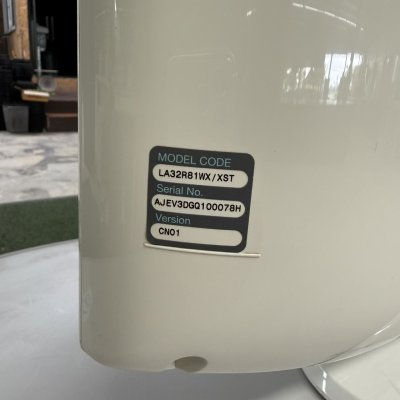 MODEL CODE
LA32R81WX/XST
Serial No.
AJEV3DGQ100078H
Version
CN01